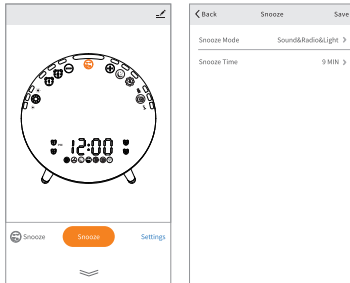 12:00
Snooze
Snooze
Settings
Back
Snooze
Save
Snooze Mode
Sound&Radio&Light
Snooze Time
9 MIN